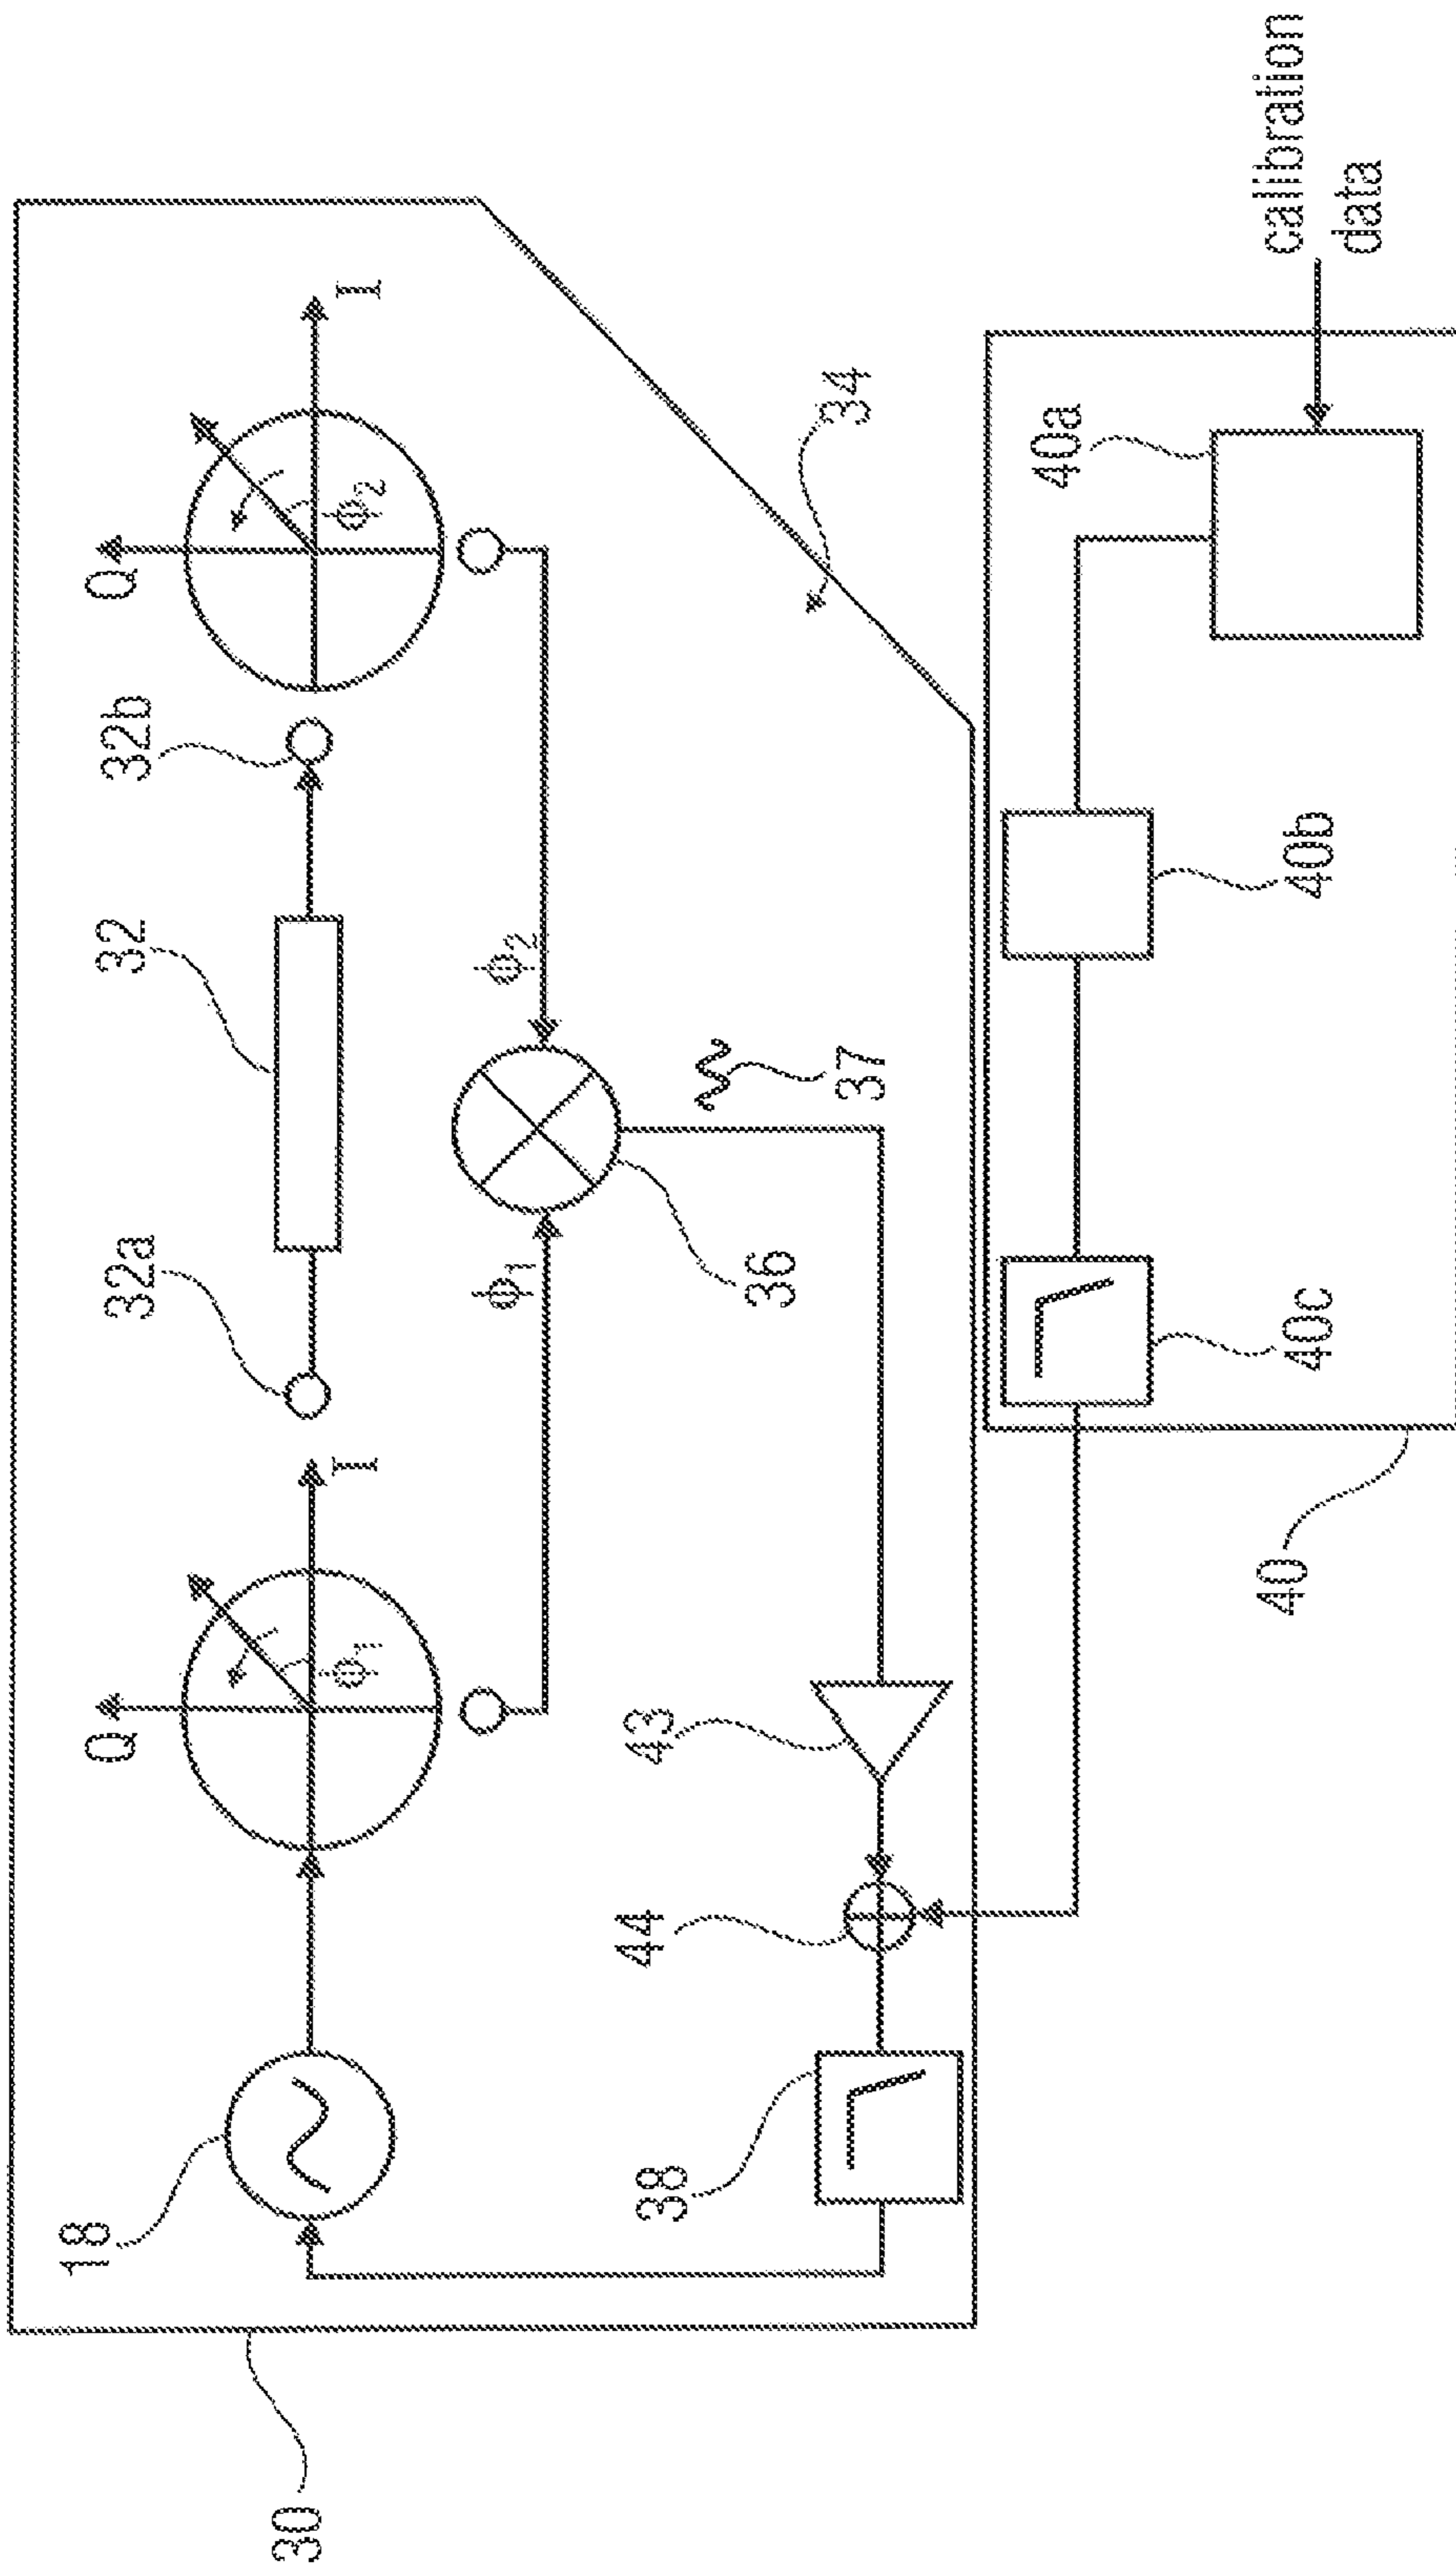 30
18
Q
I
ϕ1
32a
32
32b
Q
I
ϕ2
ϕ1
ϕ2
36
37
34
38
44
43
40
40c
40b
40a
calibration
data